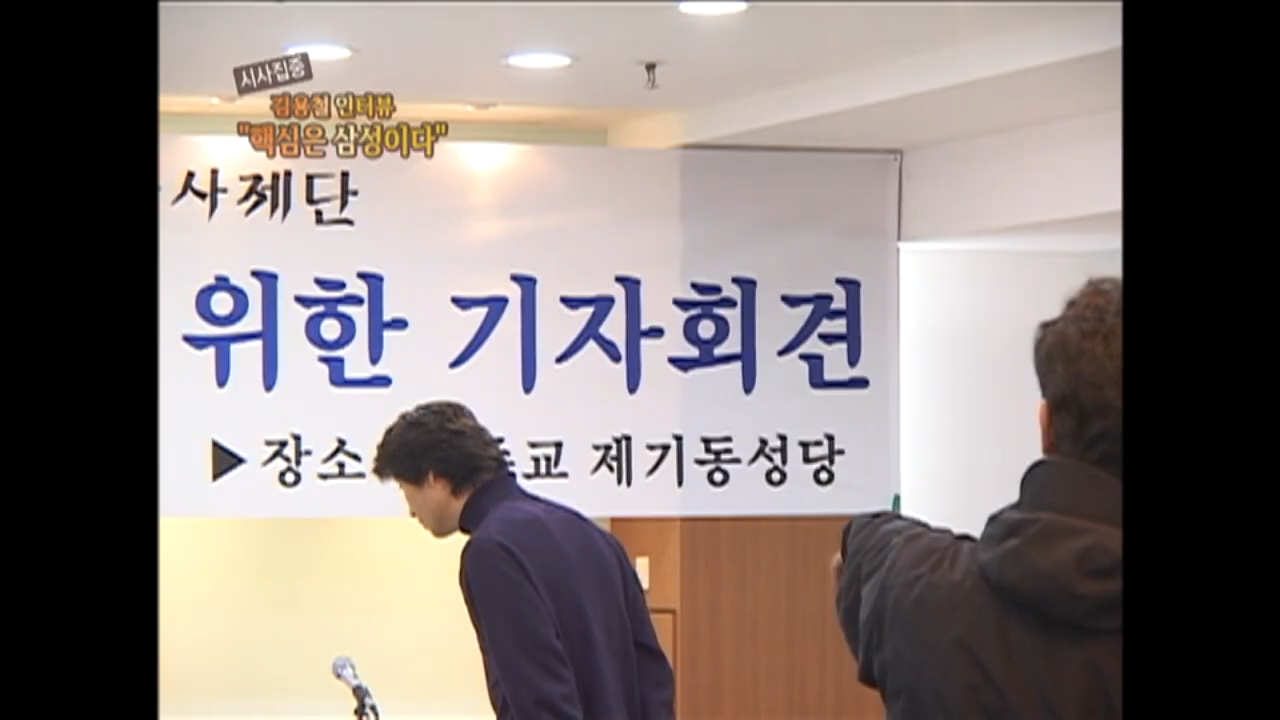 시사집중
김용철 인터뷰
"핵심은 삼성이다"
사제단
위한 기자회견
▶장소 교 제기동성당